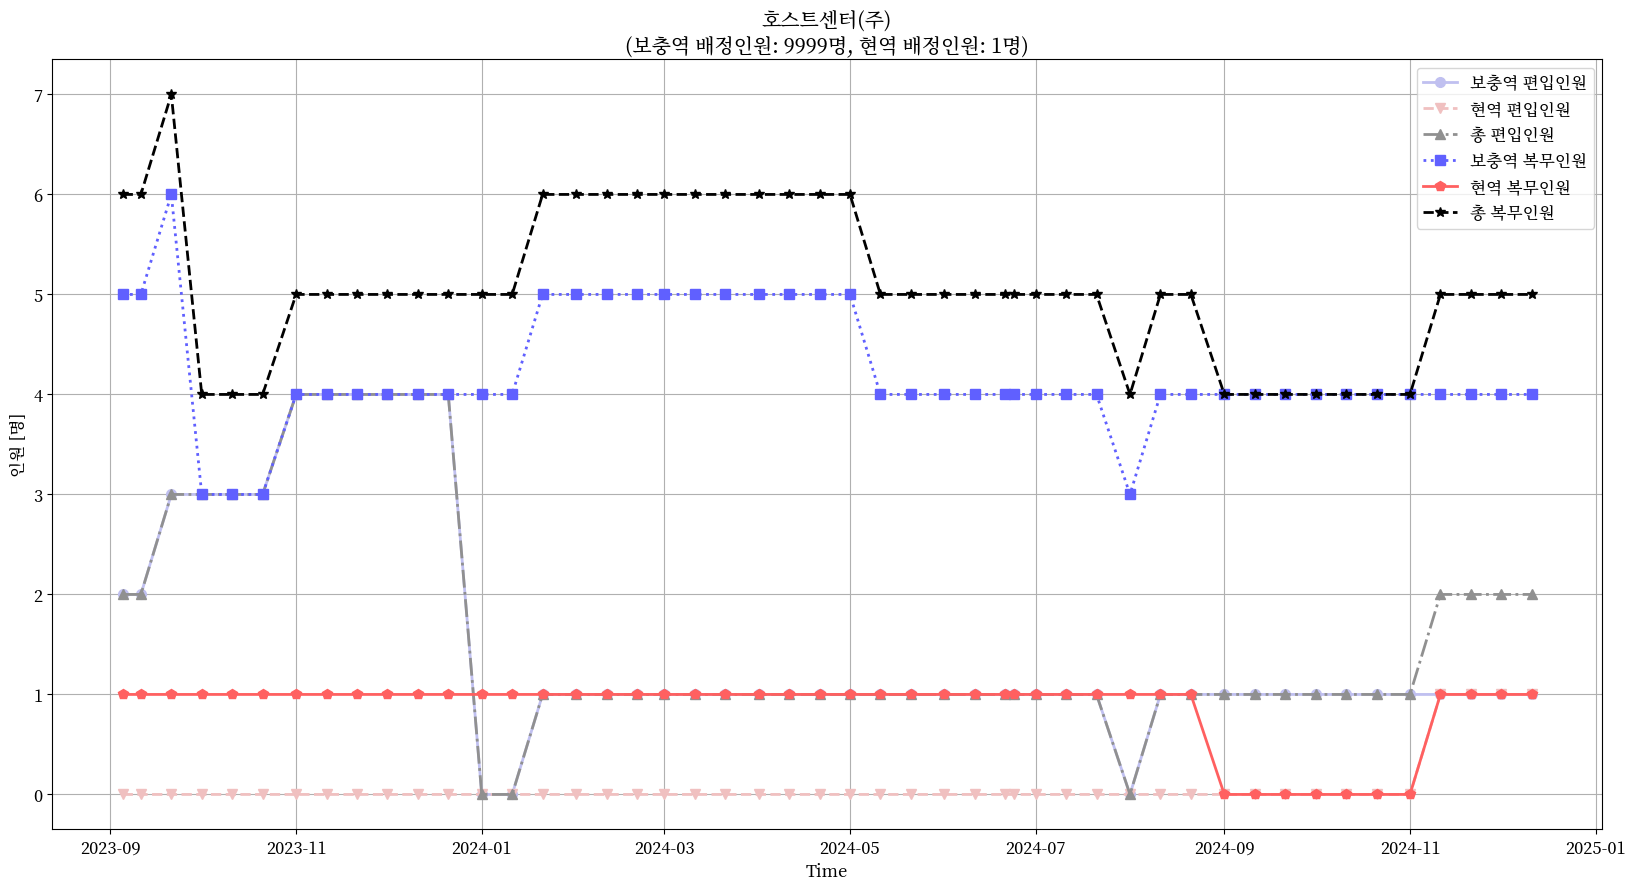 호스트센터(주)
(보충역 배정인원: 9999명, 현역 배정인원: 1명)
보충역 편입인원
현역 편입인원
총 편입인원
보충역 복무인원
현역 복무인원
총 복무인원
인원 [명]
7
6
5
4
3
2
1
0
2023-09
2023-11
2024-01
2024-03
2024-05
2024-07
2024-09
2024-11
2025-01
Time